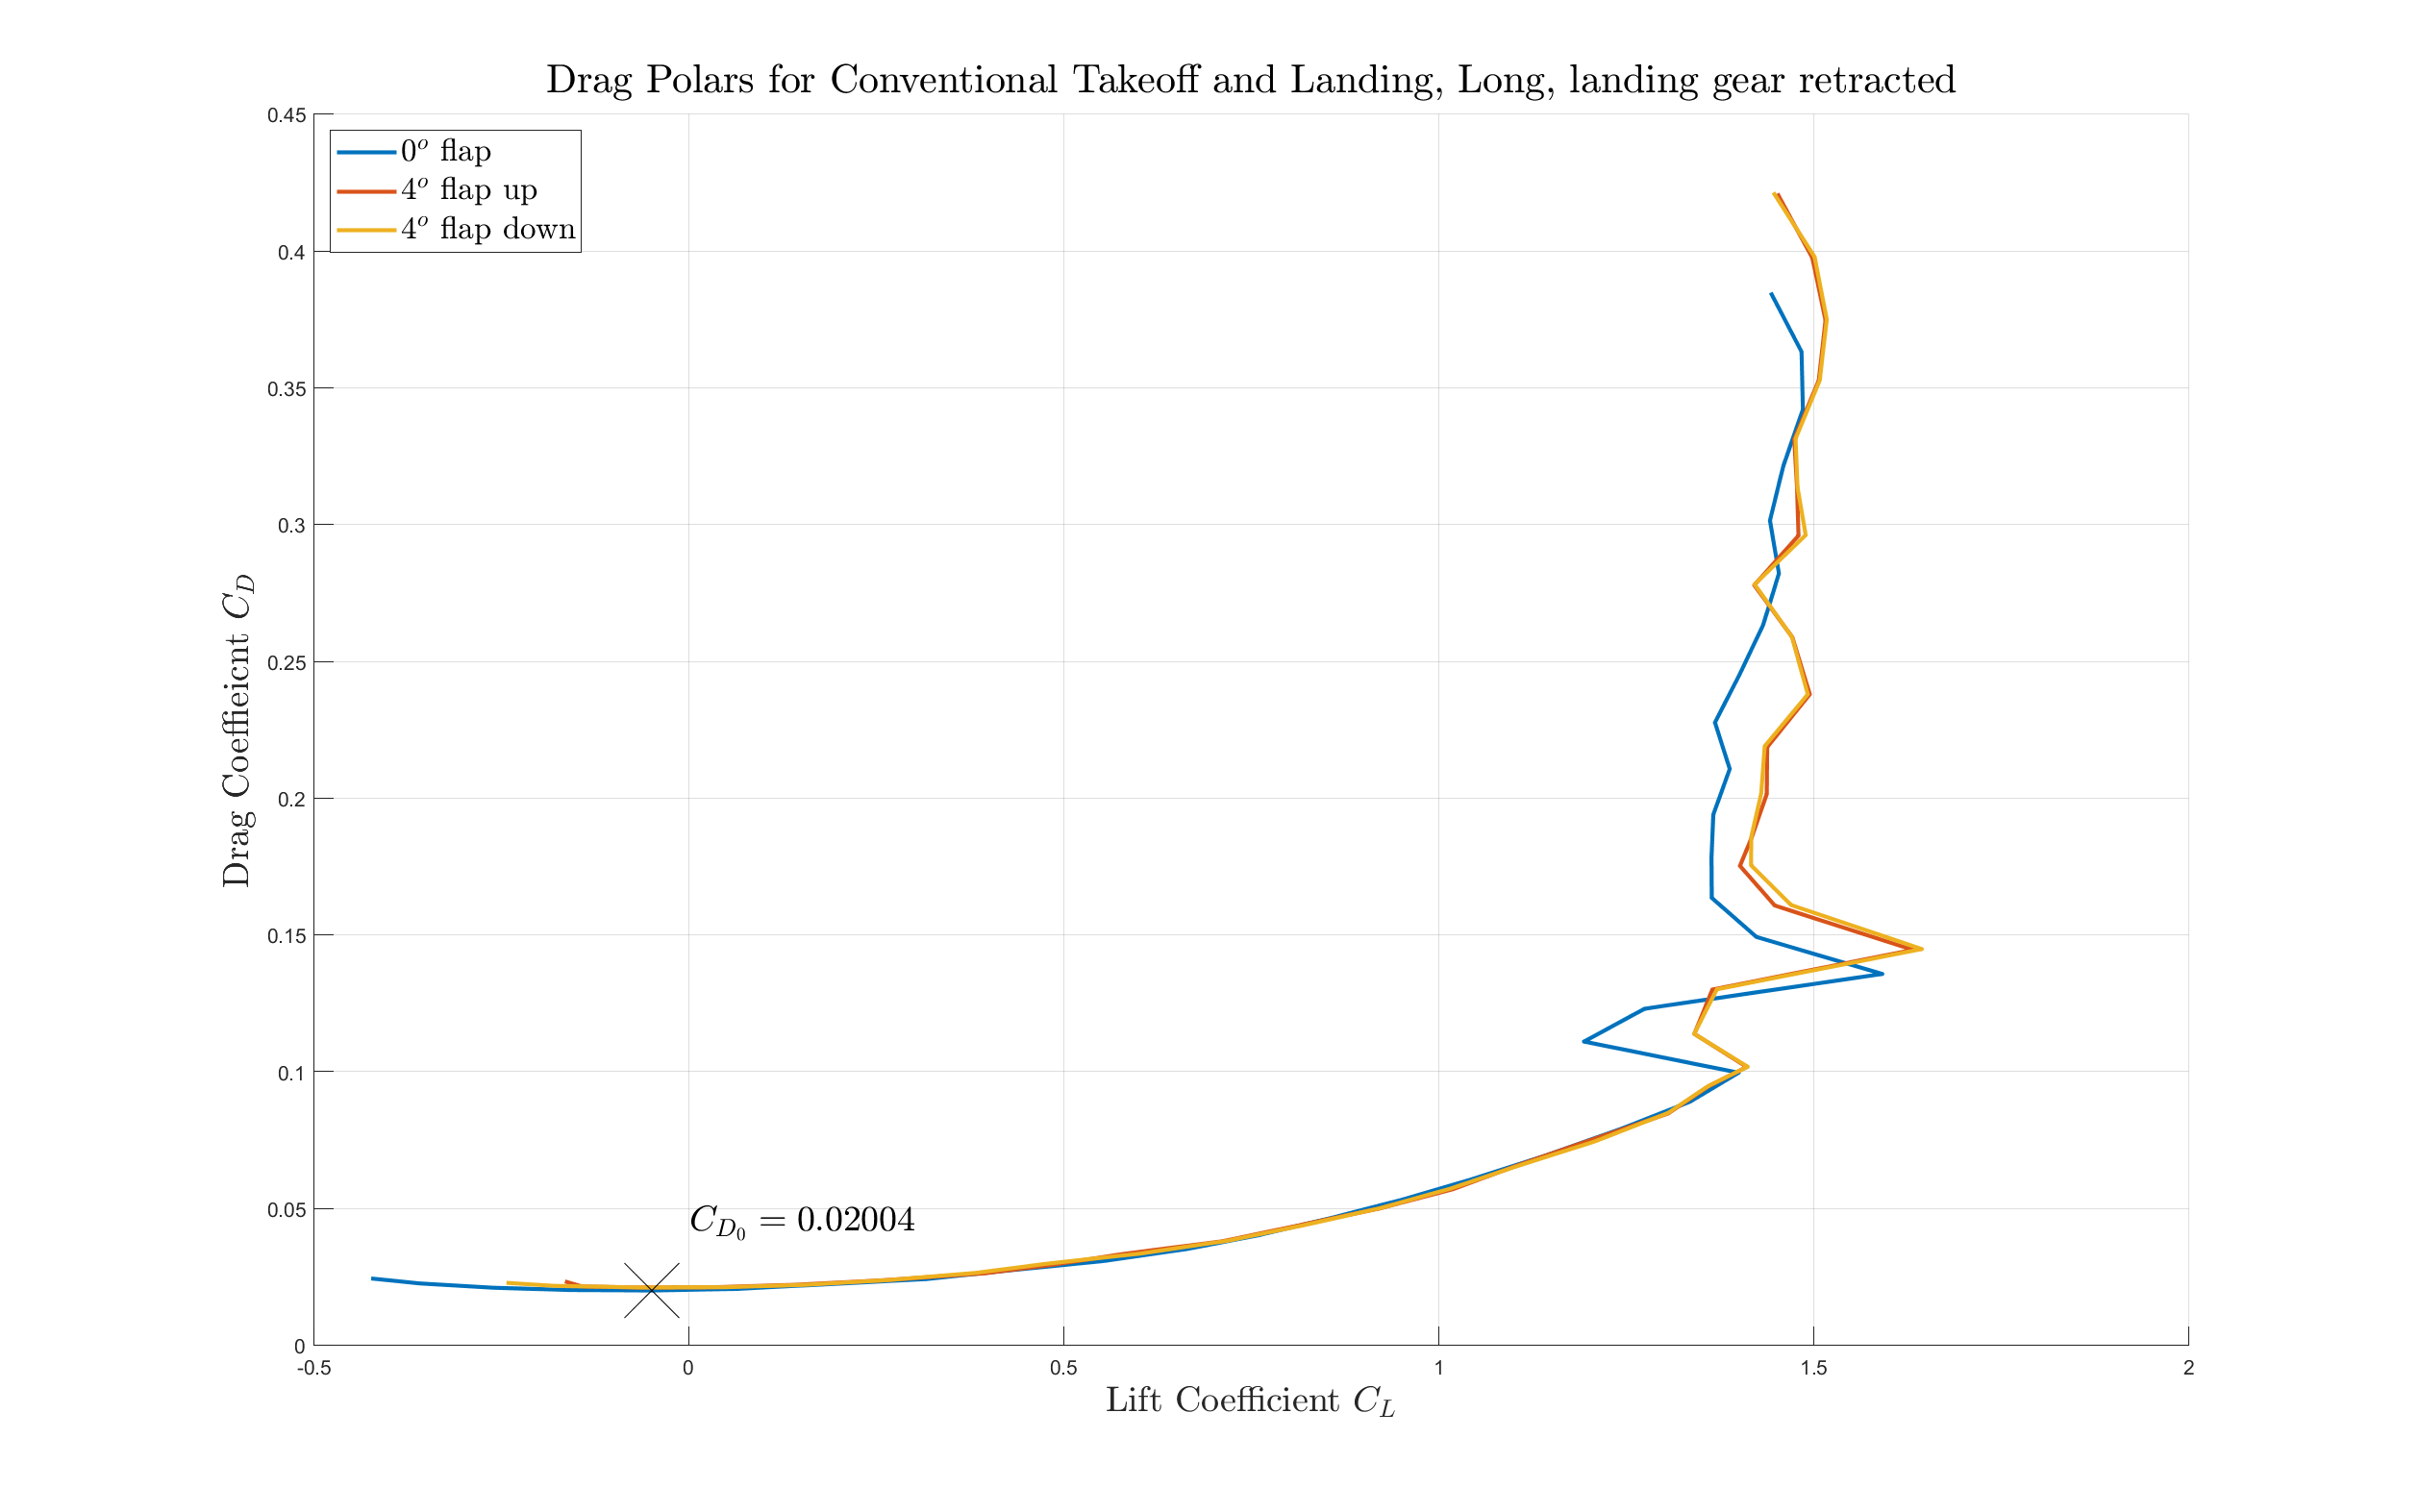 Drag Polars for Conventional Takeoff and Landing, Long, landing gear retracted
0° flap
4° flap up
4° flap down
0.45
0.4
0.35
0.3
0.25
0.2
0.15
0.1
0.05
0
Drag Coeffieicnt C_D
C_{D_0} = 0.02004
-0.5 0 0.5 1 1.5 2
Lift Coefficient C_L